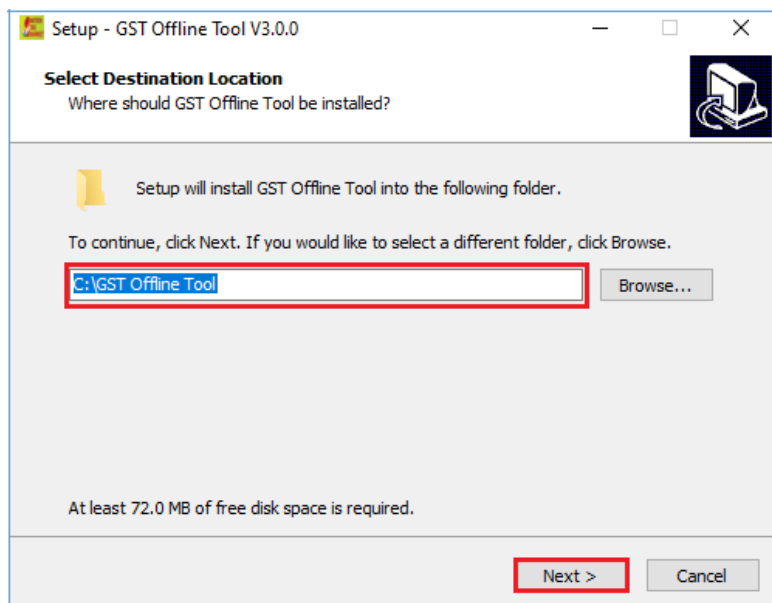 Setup - GST Offline Tool V3.0.0
Select Destination Location
Where should GST Offline Tool be installed?
Setup will install GST Offline Tool into the following folder.
To continue, click Next. If you would like to select a different folder, click Browse.
C:\GST Offline Tool
Browse...
At least 72.0 MB of free disk space is required.
Next >
Cancel